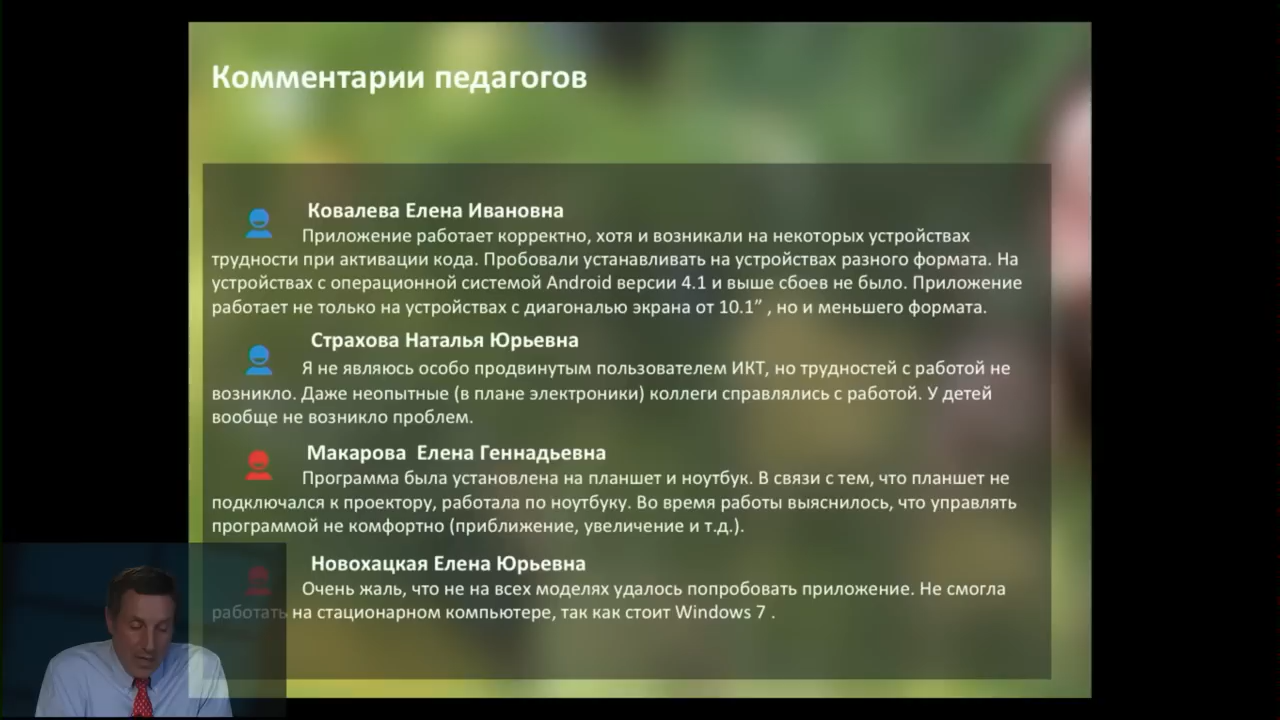 Комментарии педагогов
Ковалева Елена Ивановна
Приложение работает корректно, хотя и возникали на некоторых устройствах
трудности при активации кода. Пробовали устанавливать на устройствах разного формата. На
устройствах с операционной системой Android версии 4.1 и выше сбоев не было. Приложение
работает не только на устройствах с диагональю экрана от 10.1” , но и меньшего формата.
Страхова Наталья Юрьевна
Я не являюсь особо продвинутым пользователем ИКТ, но трудностей с работой не
возникло. Даже неопытные (в плане электроники) коллеги справлялись с работой. У детей
вообще не возникло проблем.
Макарова  Елена Геннадьевна
Программа была установлена на планшет и ноутбук. В связи с тем, что планшет не
подключался к проектору, работала по ноутбуку. Во время работы выяснилось, что управлять
программой не комфортно (приближение, увеличение и т.д.).
Новохацкая Елена Юрьевна
Очень жаль, что не на всех моделях удалось попробовать приложение. Не смогла
работать на стационарном компьютере, так как стоит Windows 7 .